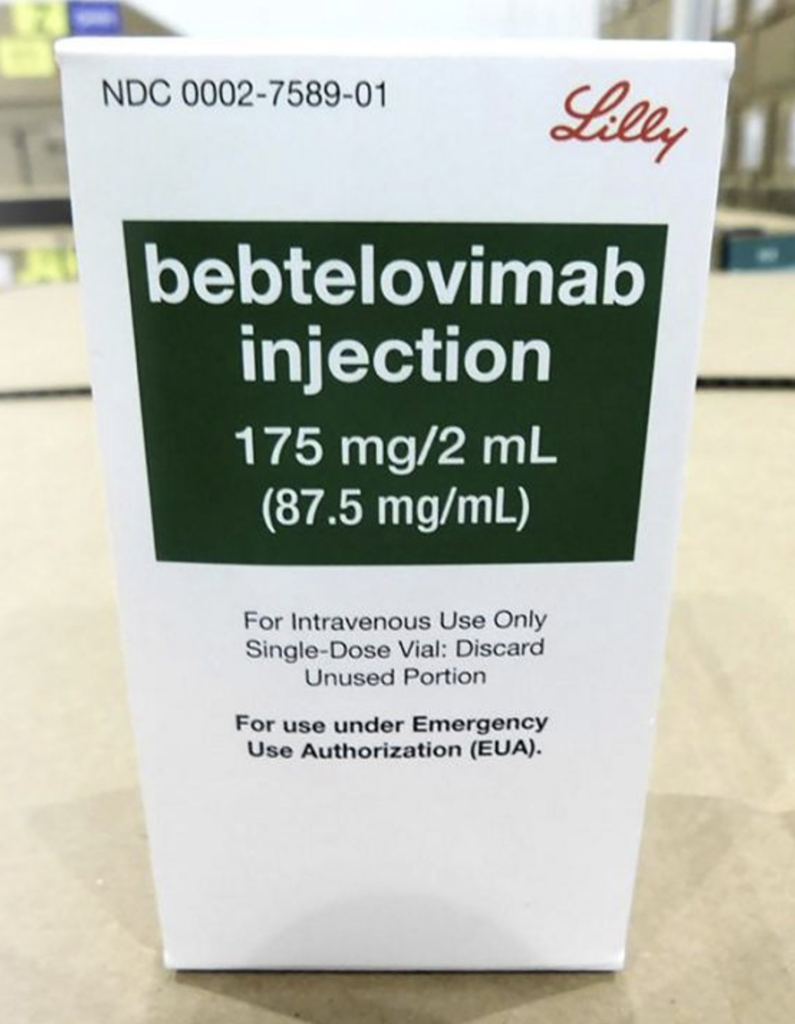 NDC 0002-7589-01
Lilly
bebtelovimab
injection
175 mg/2 mL
(87.5 mg/mL)
For Intravenous Use Only
Single-Dose Vial: Discard
Unused Portion
For use under Emergency
Use Authorization (EUA).